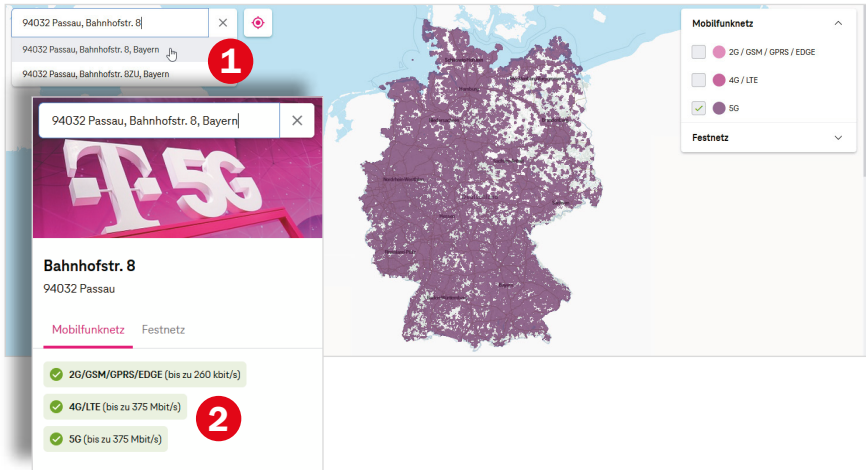 94032 Passau, Bahnhofstr. 8
94032 Passau, Bahnhofstr. 8, Bayern
94032 Passau, Bahnhofstr. 8ZU, Bayern
1
94032 Passau, Bahnhofstr. 8, Bayern
T-5G
Bahnhofstr. 8
94032 Passau
Mobilfunknetz Festnetz
2G/GSM/GPRS/EDGE (bis zu 260 kbit/s)
4G/LTE (bis zu 375 Mbit/s)
5G (bis zu 375 Mbit/s)
2
Mobilfunknetz
2G / GSM / GPRS / EDGE
4G / LTE
5G
Festnetz